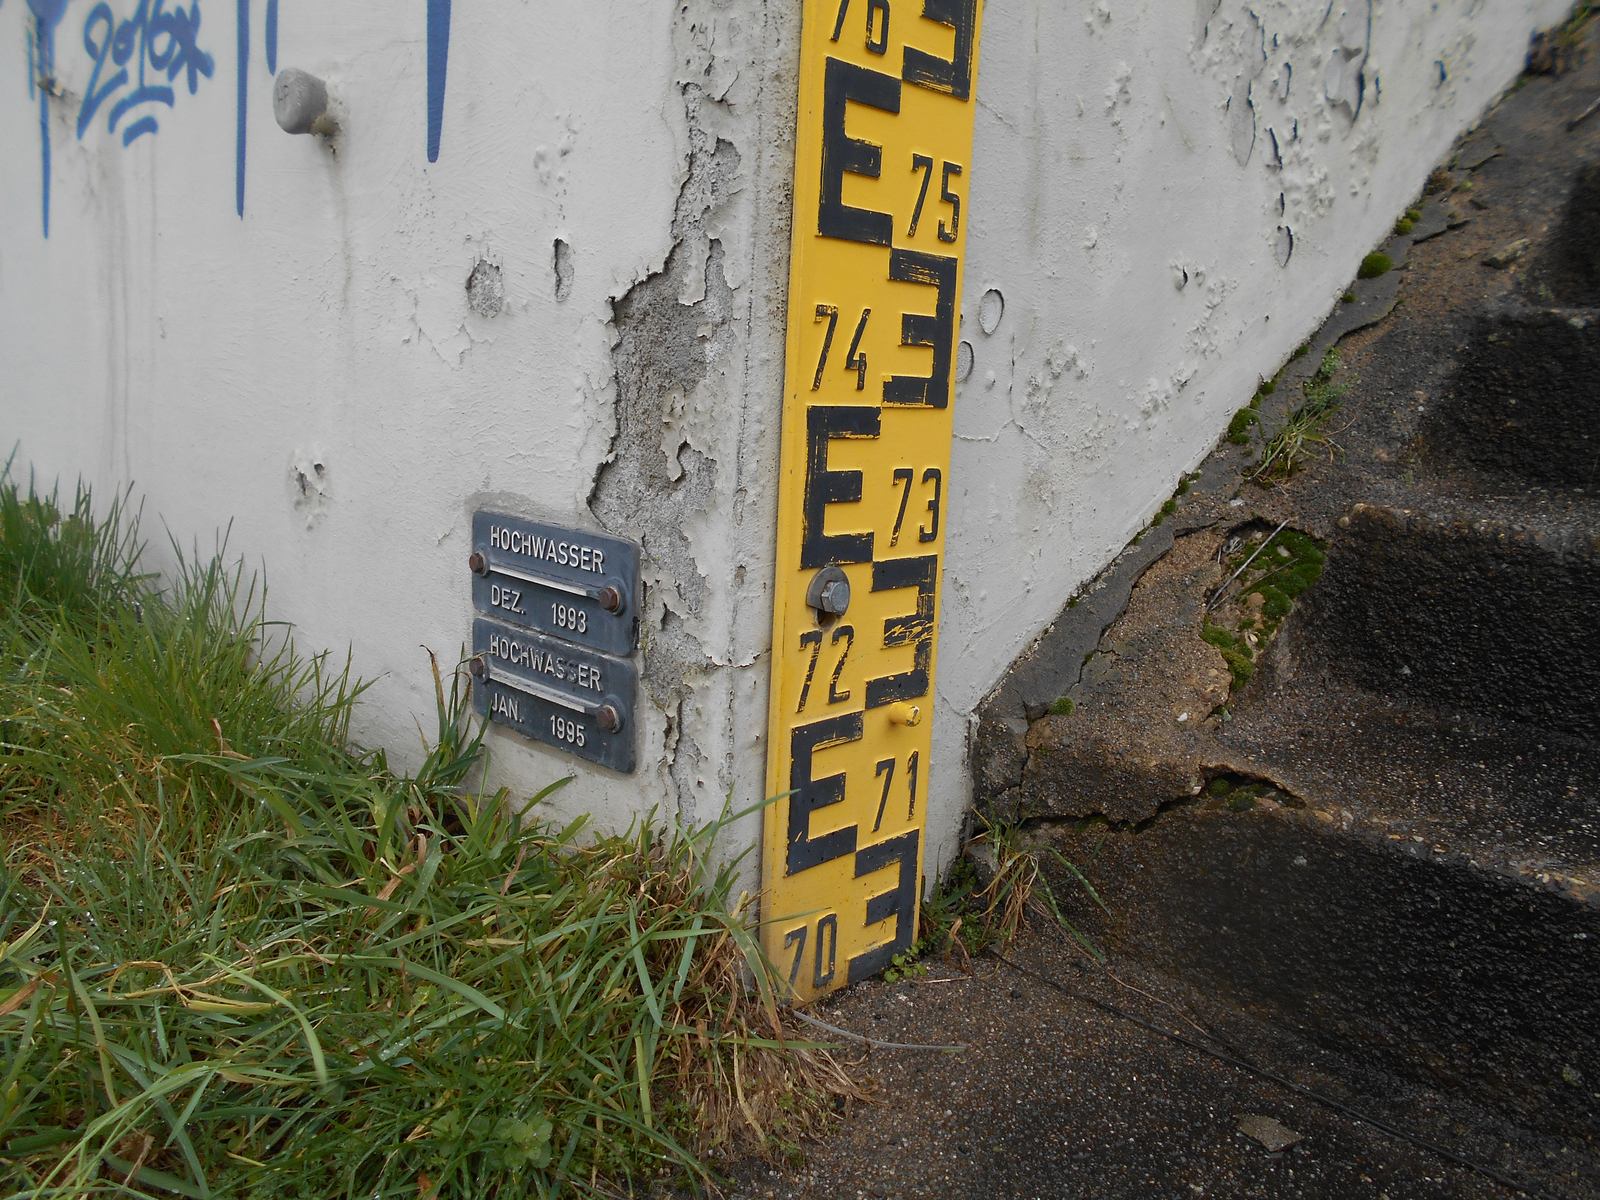 76
75
74
73
72
71
70
HOCHWASSER
DEZ. 1993
HOCHWASSER
JAN. 1995